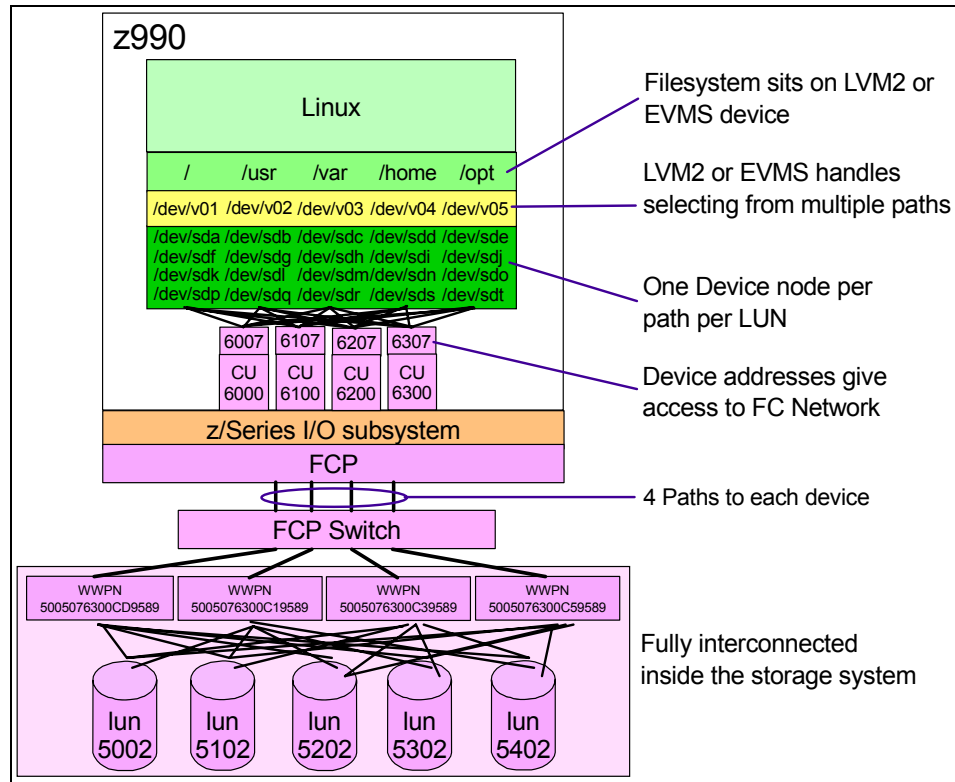 z990
Linux
Filesystem sits on LVM2 or
EVMS device
/ /usr /var /home /opt
LVM2 or EVMS handles
selecting from multiple paths
/dev/v01 /dev/v02 /dev/v03 /dev/v04 /dev/v05
/dev/sda /dev/sdb /dev/sdc /dev/sdd /dev/sde
/dev/sdf /dev/sdg /dev/sdh /dev/sdi /dev/sdj
/dev/sdk /dev/sdl /dev/sdm /dev/sdn /dev/sdo
/dev/sdp /dev/sdq /dev/sdr /dev/sds /dev/sdt
One Device node per
path per LUN
6007 6107 6207 6307
CU CU CU CU
6000 6100 6200 6300
Device addresses give
access to FC Network
z/Series I/O subsystem
FCP
4 Paths to each device
FCP Switch
WWPN WWPN WWPN WWPN
5005076300CD9589 5005076300C19589 5005076300C39589 5005076300C59589
Fully interconnected
inside the storage system
lun lun lun lun lun
5002 5102 5202 5302 5402